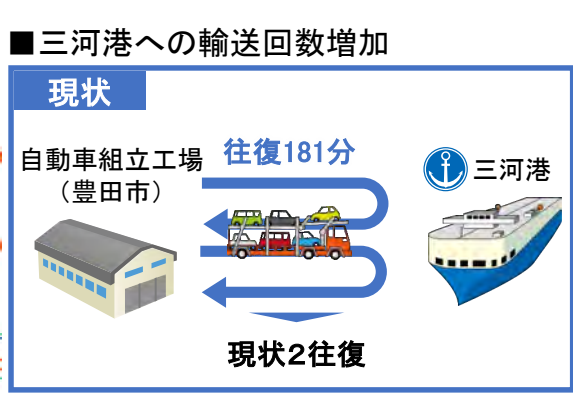 ■三河港への輸送回数増加
現状
自動車組立工場
（豊田市）
往復181分
三河港
現状２往復